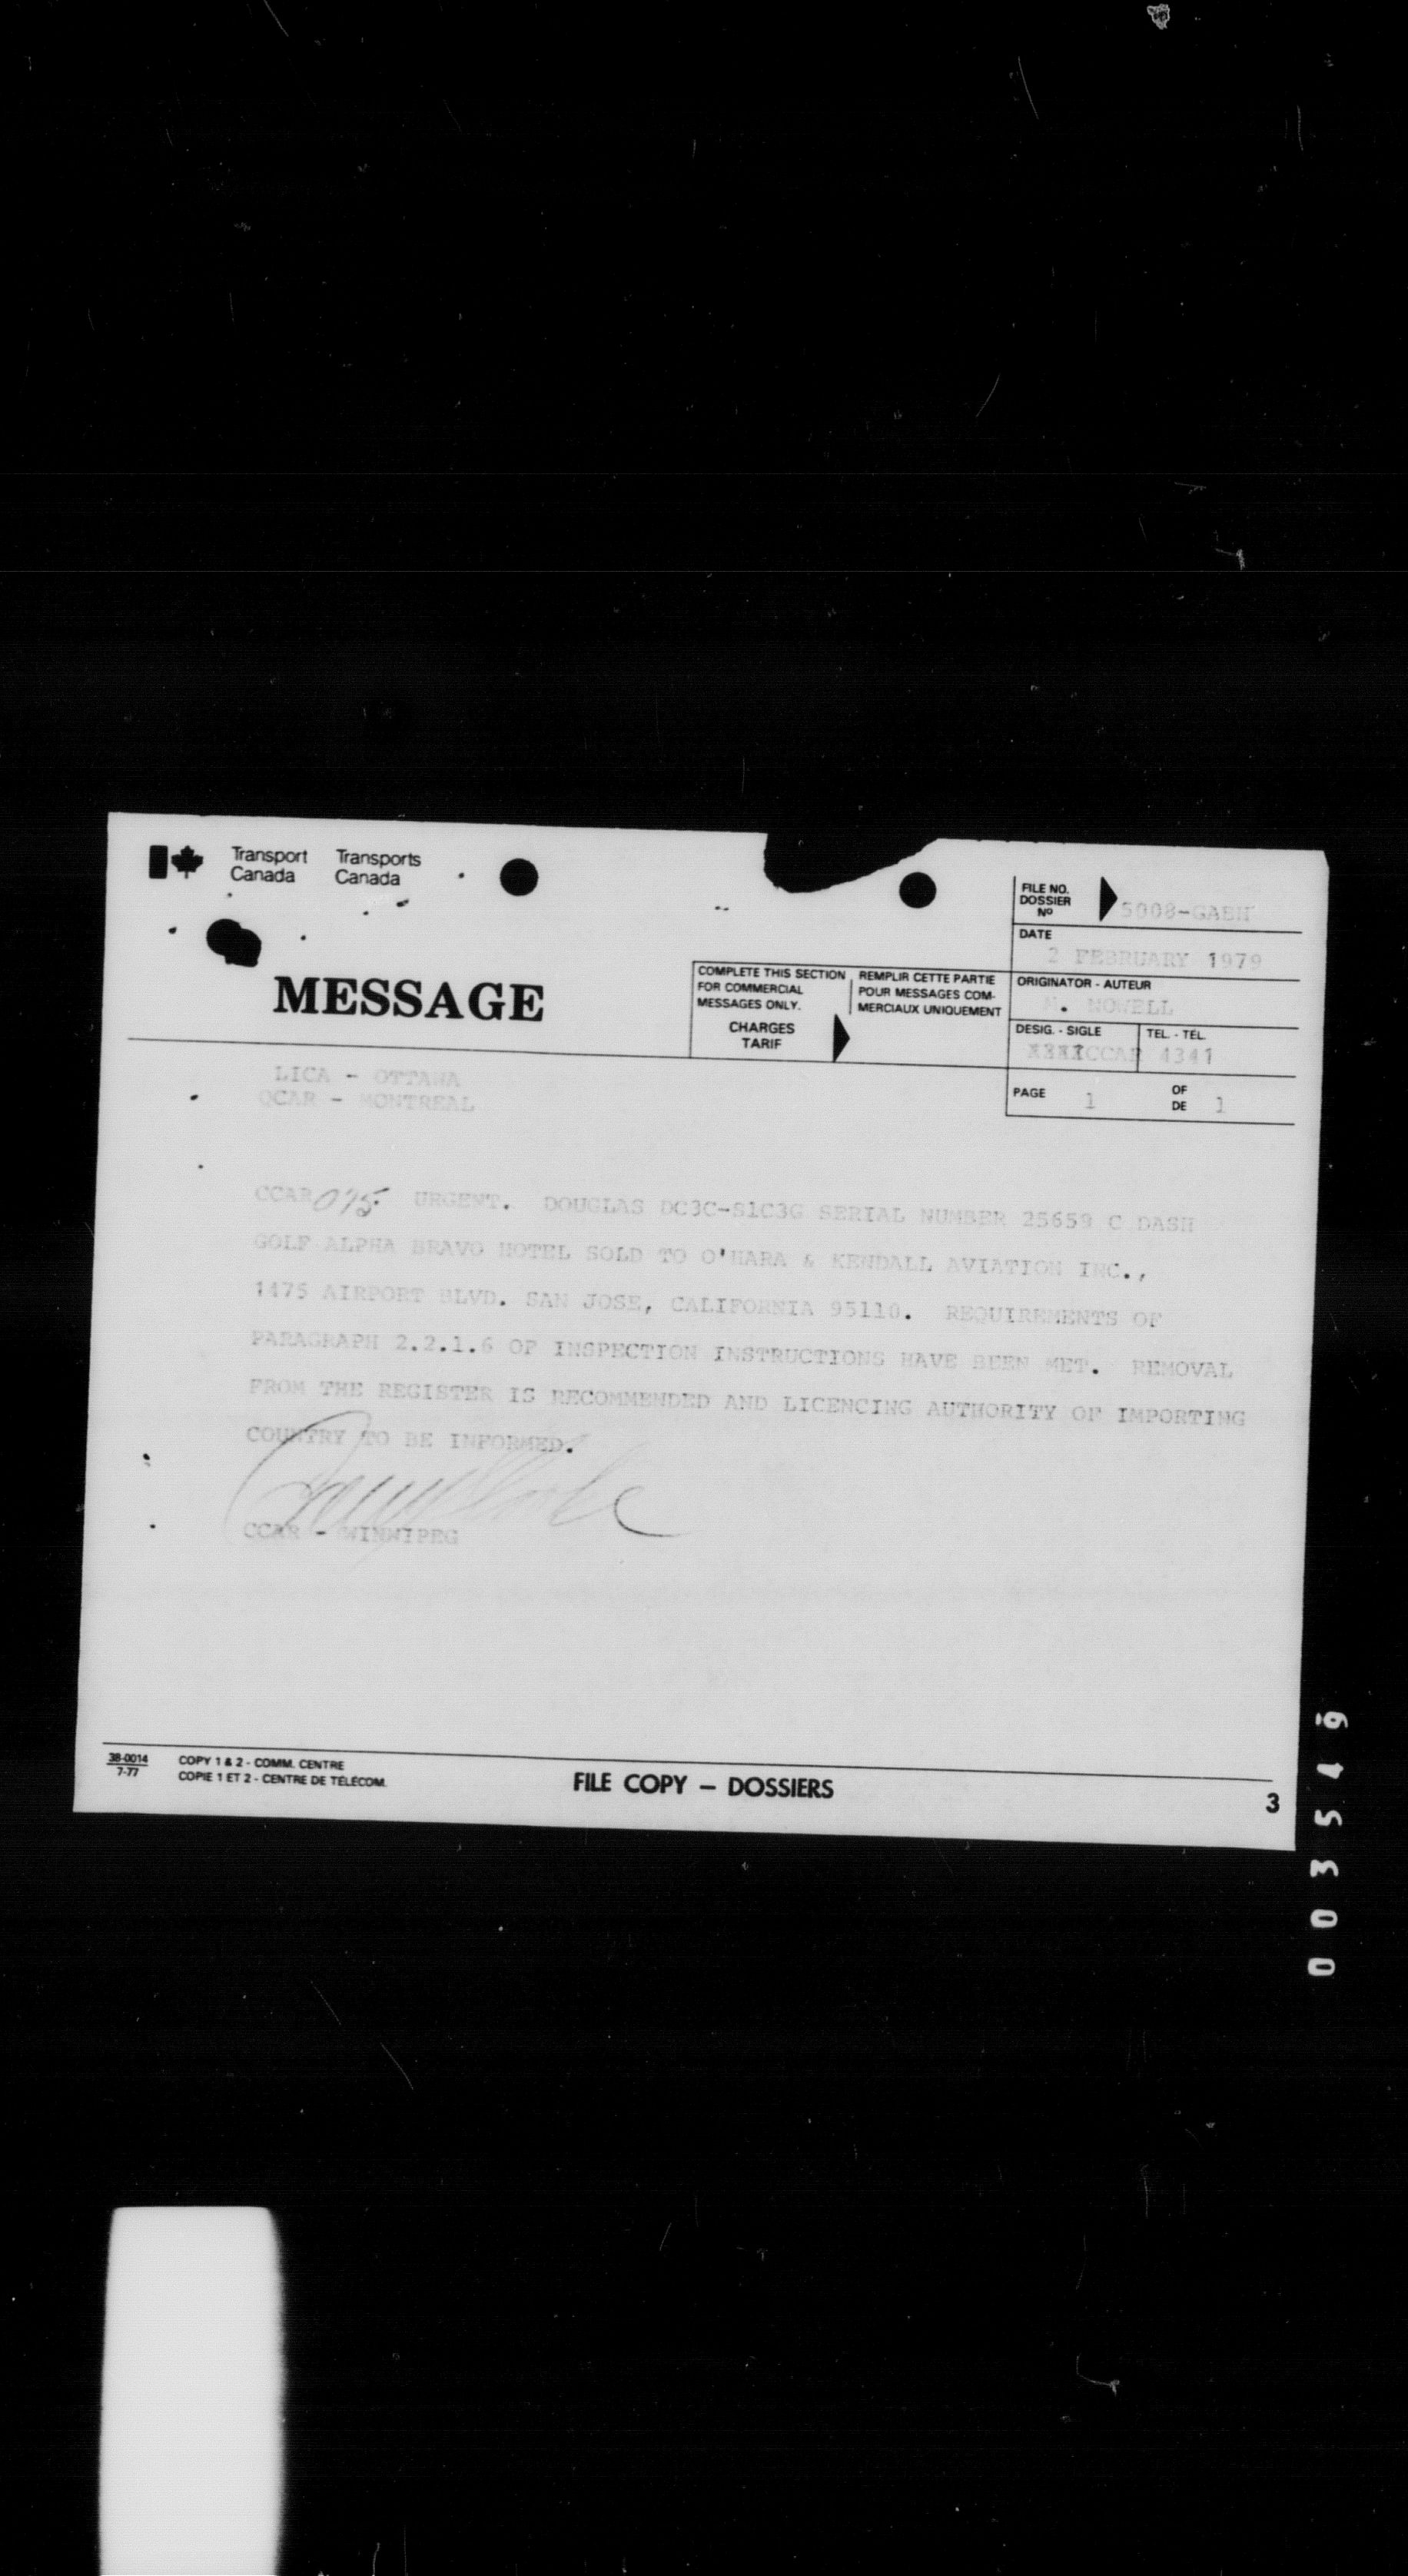 Transport Canada
Transports Canada
MESSAGE
COMPLETE THIS SECTION
FOR COMMERCIAL
MESSAGES ONLY.
REMPLIR CETTE PARTIE
POUR MESSAGES COM-
MERCIAUX UNIQUEMENT
CHARGES
TARIF
FILE NO.
DOSSIER
Nº
5008-GABH
DATE
2 FEBRUARY 1979
ORIGINATOR - AUTEUR
NOWELL
DESIG. - SIGLE
CCAR
TEL. - TÉL.
4341
PAGE 1 OF
DE 1
LICA - OTTAWA
QCAR - MONTREAL
CCAR 075 URGENT. DOUGLAS DC3C-S1C3G SERIAL NUMBER 25659 C DASH
GOLF ALPHA BRAVO HOTEL SOLD TO O'HARA & KENDALL AVIATION INC.,
1475 AIRPORT BLVD. SAN JOSE, CALIFORNIA 95110. REQUIREMENTS OF
PARAGRAPH 2.2.1.6 OF INSPECTION INSTRUCTIONS HAVE BEEN MET. REMOVAL
FROM THE REGISTER IS RECOMMENDED AND LICENCING AUTHORITY OF IMPORTING
COUNTRY TO BE INFORMED.
CCAR - WINNIPEG
38-0014
7-77
COPY 1 & 2 - COMM. CENTRE
COPIE 1 ET 2 - CENTRE DE TÉLÉCOM.
FILE COPY – DOSSIERS
3
003549